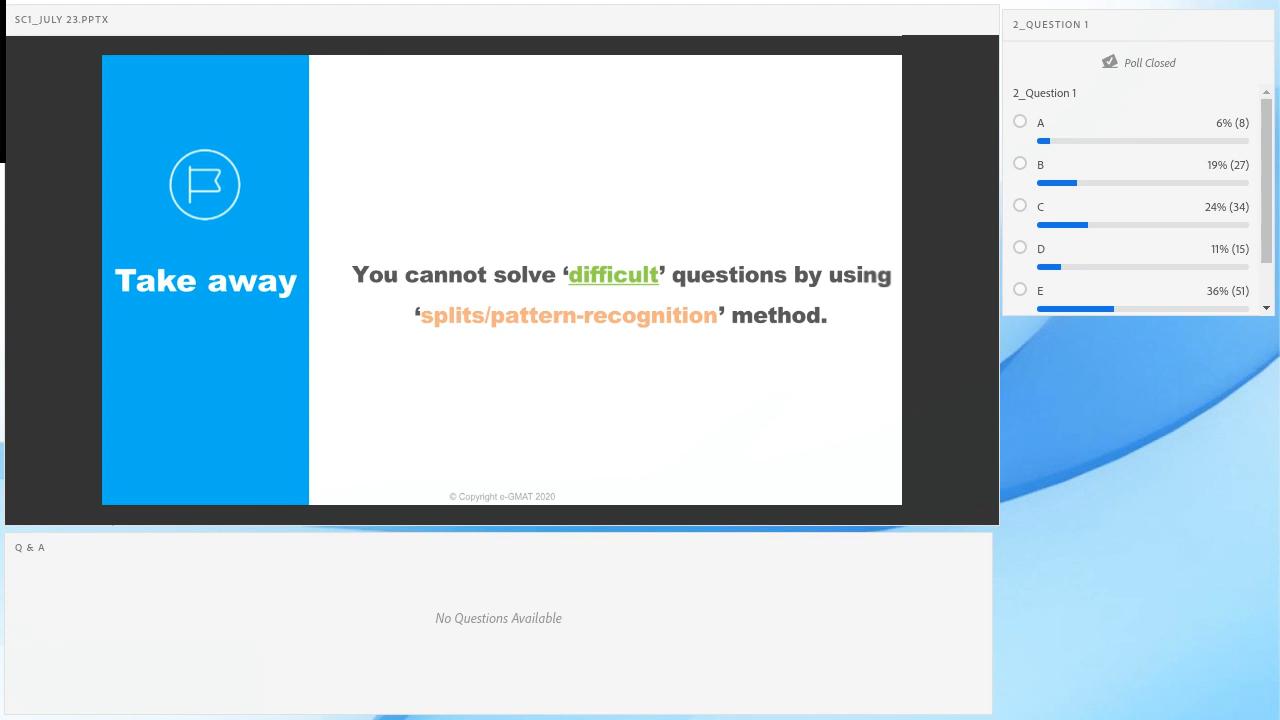 SC1_JULY 23.PPTX
Take away
You cannot solve ‘difficult’ questions by using
‘splits/pattern-recognition’ method.
© Copyright e-GMAT 2020
Q & A
No Questions Available
2_QUESTION 1
Poll Closed
2_Question 1
A 6% (8)
B 19% (27)
C 24% (34)
D 11% (15)
E 36% (51)